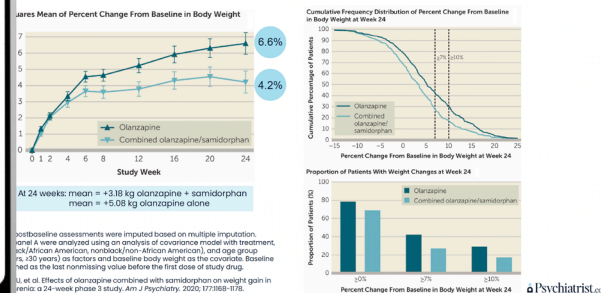 uares Mean of Percent Change From Baseline in Body Weight
7
6
5
4
3
2
1
0
0 1 2 4 6 8 12 16 20 24
Study Week
Olanzapine
Combined olanzapine/samidorphan
6.6%
4.2%
At 24 weeks: mean = +3.18 kg olanzapine + samidorphan
mean = +5.08 kg olanzapine alone
postbaseline assessments were imputed based on multiple imputation.
anel A were analyzed using an analysis of covariance model with treatment,
ack/African American, nonblack/non-African American), and age group
rs, ≥30 years) as factors and baseline body weight as the covariate. Baseline
ned as the last nonmissing value before the first dose of study drug.
U, et al. Effects of olanzapine combined with samidorphan on weight gain in
renia: a 24-week phase 3 study. Am J Psychiatry. 2020; 177:1168-1178.
Cumulative Frequency Distribution of Percent Change From Baseline
in Body Weight at Week 24
Cumulative Percentage of Patients
100
90
80
70
60
50
40
30
20
10
0
≥7% ≥10%
Olanzapine
Combined
olanzapine/
samidorphan
−15 −10 −5 0 5 10 15 20 25
Percent Change From Baseline in Body Weight at Week 24
Proportion of Patients With Weight Changes at Week 24
Proportion of Patients (%)
100
80
60
40
20
0
Olanzapine
Combined olanzapine/samidorphan
≥0% ≥7% ≥10%
Percent Change From Baseline in Body Weight at Week 24
Psychiatrist.co